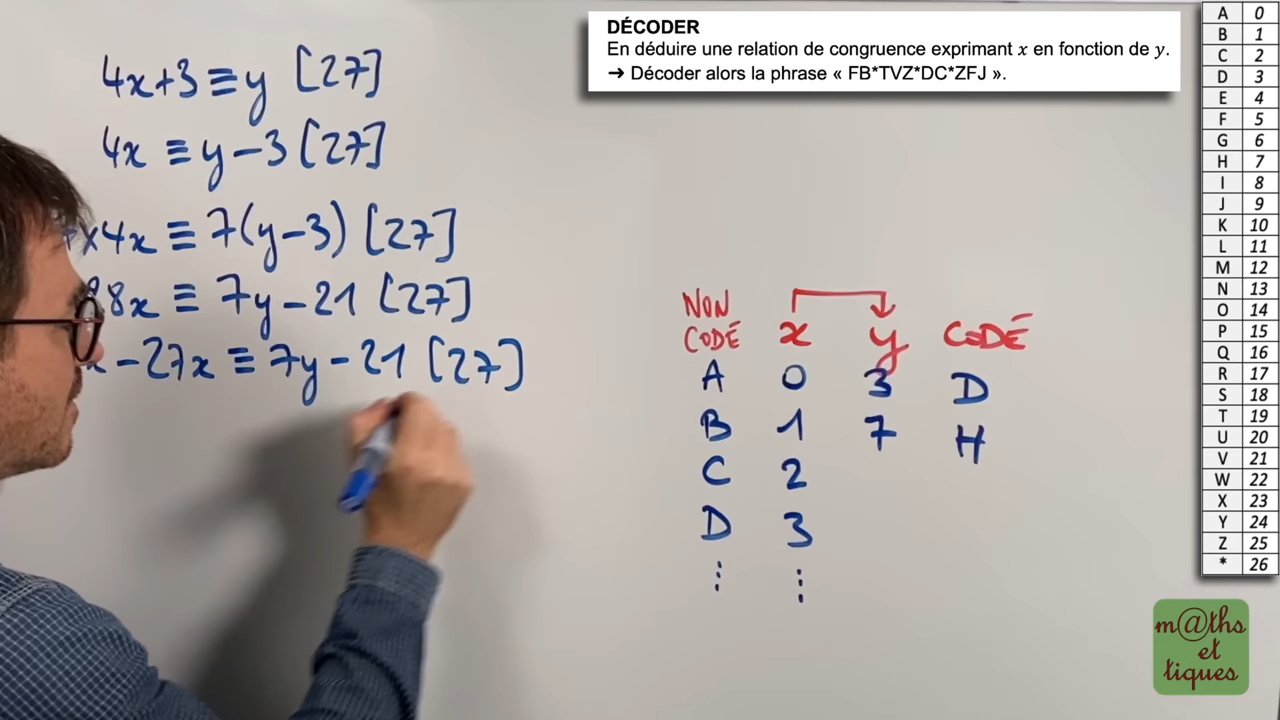 4x+3 ≡ y [27]
4x ≡ y−3 [27]
×4x ≡ 7(y−3) [27]
8x ≡ 7y−21 [27]
−27x ≡ 7y−21 [27]
DÉCODER
En déduire une relation de congruence exprimant x en fonction de y.
➔ Décoder alors la phrase « FB*TVZ*DC*ZFJ ».
NON CODÉ x y CODÉ
A 0 3 D
B 1 7 H
C 2
D 3
⋮ ⋮
A 0
B 1
C 2
D 3
E 4
F 5
G 6
H 7
I 8
J 9
K 10
L 11
M 12
N 13
O 14
P 15
Q 16
R 17
S 18
T 19
U 20
V 21
W 22
X 23
Y 24
Z 25
* 26
m@ths
et
tiques